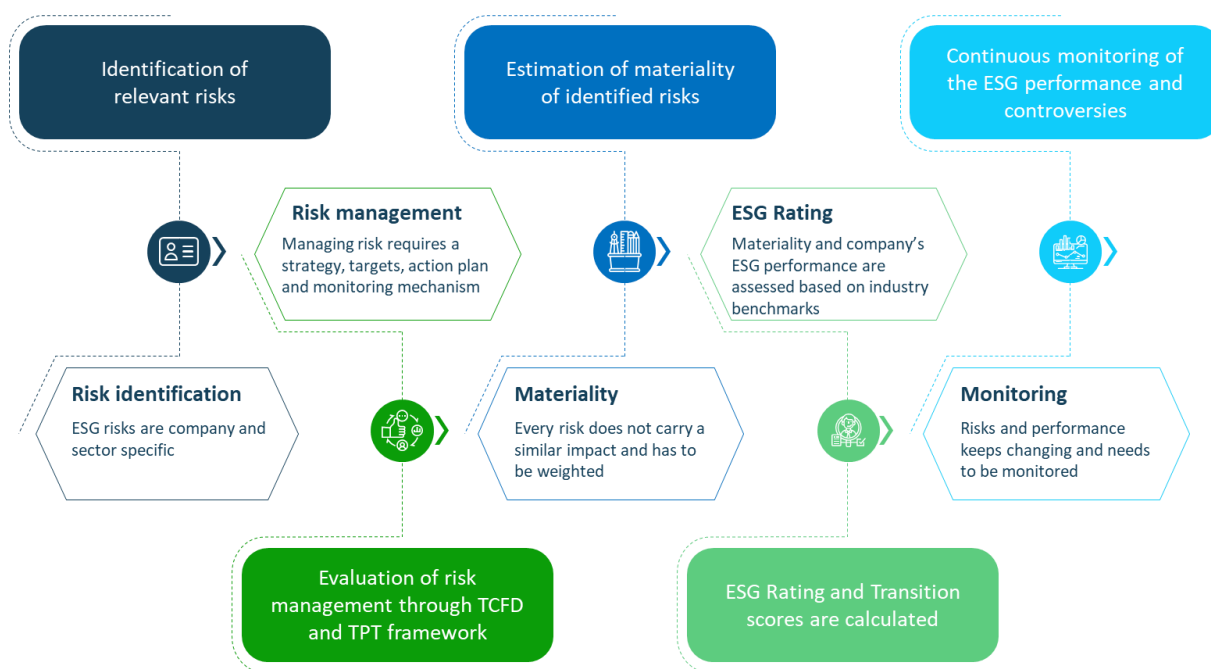 Identification of
relevant risks
Estimation of materiality
of identified risks
Continuous monitoring of
the ESG performance and
controversies
Risk management
Managing risk requires a
strategy, targets, action plan
and monitoring mechanism
ESG Rating
Materiality and company’s
ESG performance are
assessed based on industry
benchmarks
Risk identification
ESG risks are company and
sector specific
Materiality
Every risk does not carry a
similar impact and has to
be weighted
Monitoring
Risks and performance
keeps changing and needs
to be monitored
Evaluation of risk
management through TCFD
and TPT framework
ESG Rating and Transition
scores are calculated